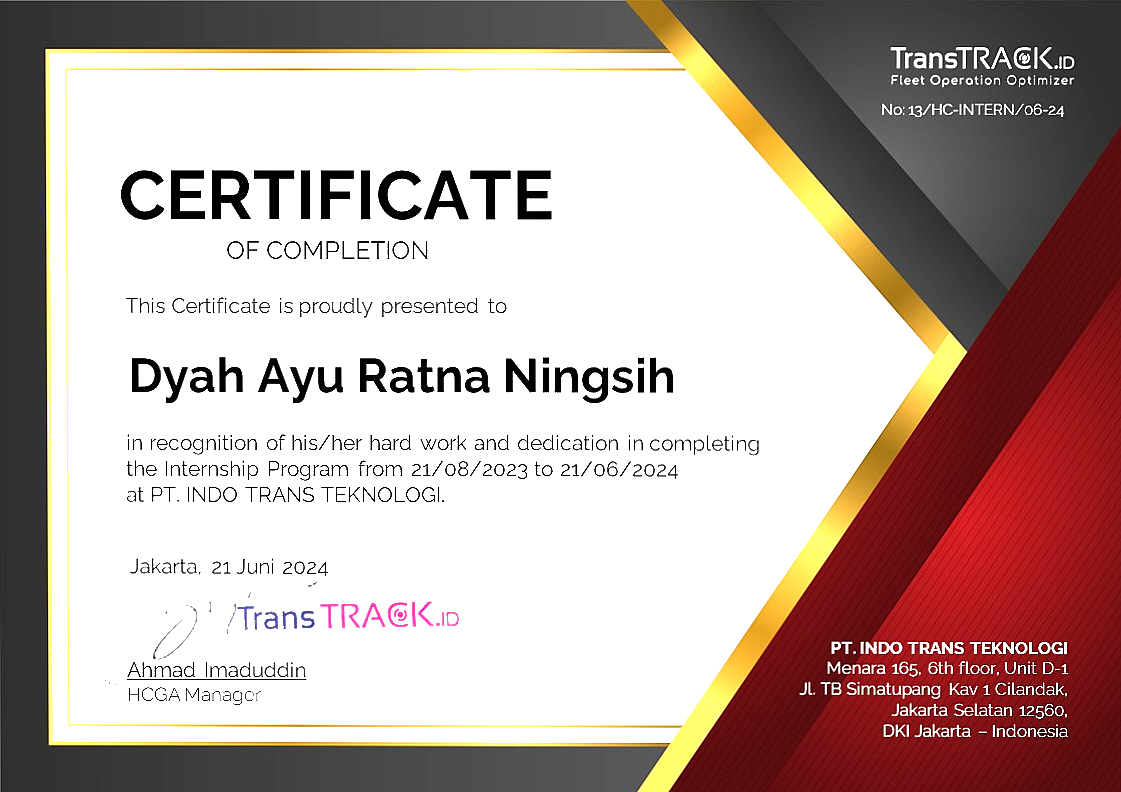 TransTRACK.ID
Fleet Operation Optimizer
No: 13/HC-INTERN/06-24
CERTIFICATE
OF COMPLETION
This Certificate is proudly presented to
Dyah Ayu Ratna Ningsih
in recognition of his/her hard work and dedication in completing
the Internship Program from 21/08/2023 to 21/06/2024
at PT. INDO TRANS TEKNOLOGI.
Jakarta, 21 Juni 2024
TransTRACK.ID
Ahmad Imaduddin
HCGA Manager
PT. INDO TRANS TEKNOLOGI
Menara 165, 6th floor, Unit D-1
Jl. TB Simatupang Kav 1 Cilandak,
Jakarta Selatan 12560,
DKI Jakarta – Indonesia